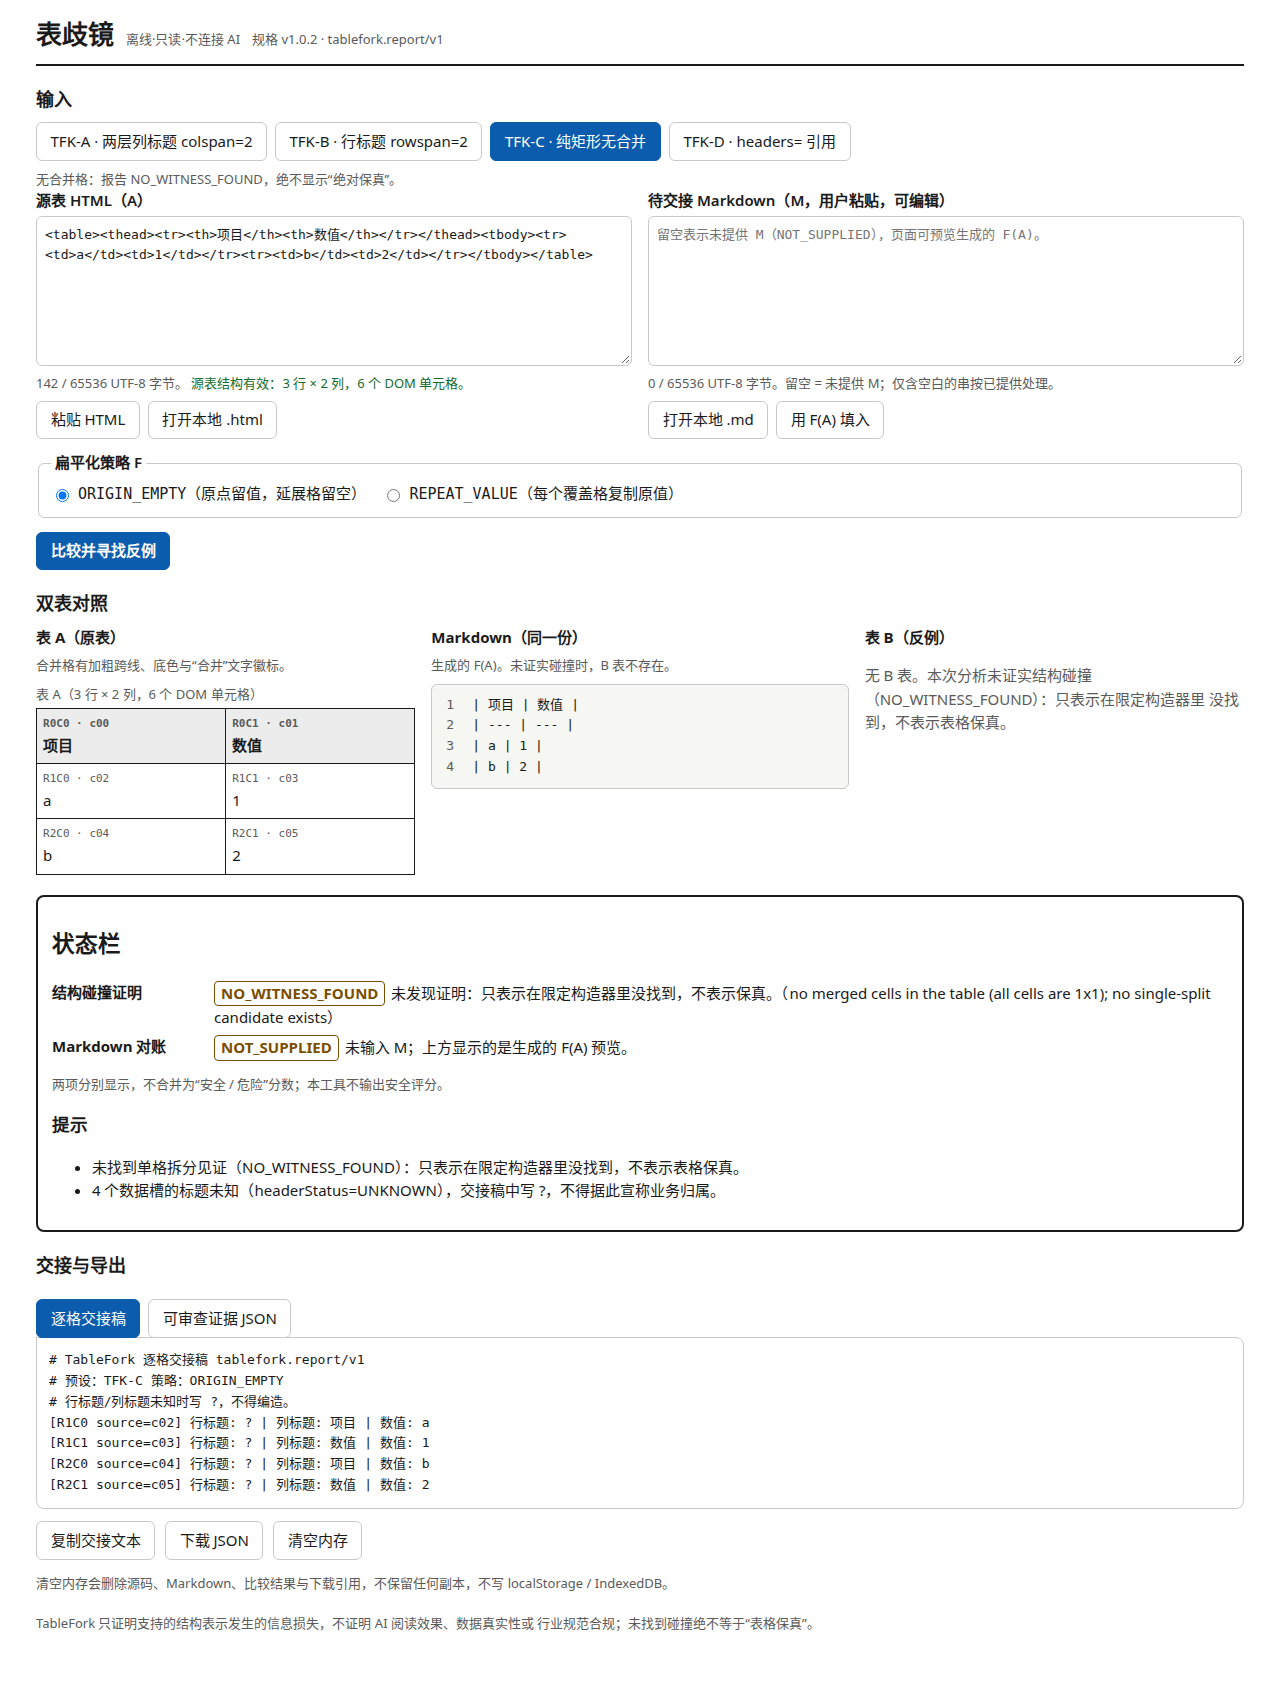 表歧镜 离线·只读·不连接 AI 规格 v1.0.2 · tablefork.report/v1
输入
TFK-A · 两层列标题 colspan=2
TFK-B · 行标题 rowspan=2
TFK-C · 纯矩形无合并
TFK-D · headers= 引用
无合并格：报告 NO_WITNESS_FOUND，绝不显示“绝对保真”。
源表 HTML（A）
<table><thead><tr><th>项目</th><th>数值</th></tr></thead><tbody><tr>
<td>a</td><td>1</td></tr><tr><td>b</td><td>2</td></tr></tbody></table>
142 / 65536 UTF-8 字节。 源表结构有效：3 行 × 2 列，6 个 DOM 单元格。
粘贴 HTML
打开本地 .html
待交接 Markdown（M，用户粘贴，可编辑）
留空表示未提供 M（NOT_SUPPLIED），页面可预览生成的 F(A)。
0 / 65536 UTF-8 字节。留空 = 未提供 M；仅含空白的串按已提供处理。
打开本地 .md
用 F(A) 填入
扁平化策略 F
ORIGIN_EMPTY（原点留值，延展格留空）
REPEAT_VALUE（每个覆盖格复制原值）
比较并寻找反例
双表对照
表 A（原表）
合并格有加粗跨线、底色与“合并”文字徽标。
表 A（3 行 × 2 列，6 个 DOM 单元格）
R0C0 · c00
项目
R0C1 · c01
数值
R1C0 · c02
a
R1C1 · c03
1
R2C0 · c04
b
R2C1 · c05
2
Markdown（同一份）
生成的 F(A)。未证实碰撞时，B 表不存在。
1 | 项目 | 数值 |
2 | --- | --- |
3 | a | 1 |
4 | b | 2 |
表 B（反例）
无 B 表。本次分析未证实结构碰撞
（NO_WITNESS_FOUND）：只表示在限定构造器里 没找
到，不表示表格保真。
状态栏
结构碰撞证明 NO_WITNESS_FOUND 未发现证明：只表示在限定构造器里没找到，不表示保真。（no merged cells in the table (all cells are 1x1); no single-split
candidate exists）
Markdown 对账 NOT_SUPPLIED 未输入 M；上方显示的是生成的 F(A) 预览。
两项分别显示，不合并为“安全 / 危险”分数；本工具不输出安全评分。
提示
• 未找到单格拆分见证（NO_WITNESS_FOUND）：只表示在限定构造器里没找到，不表示表格保真。
• 4 个数据槽的标题未知（headerStatus=UNKNOWN），交接稿中写 ?，不得据此宣称业务归属。
交接与导出
逐格交接稿
可审查证据 JSON
# TableFork 逐格交接稿 tablefork.report/v1
# 预设：TFK-C 策略：ORIGIN_EMPTY
# 行标题/列标题未知时写 ?，不得编造。
[R1C0 source=c02] 行标题: ? | 列标题: 项目 | 数值: a
[R1C1 source=c03] 行标题: ? | 列标题: 数值 | 数值: 1
[R2C0 source=c04] 行标题: ? | 列标题: 项目 | 数值: b
[R2C1 source=c05] 行标题: ? | 列标题: 数值 | 数值: 2
复制交接文本
下载 JSON
清空内存
清空内存会删除源码、Markdown、比较结果与下载引用，不保留任何副本，不写 localStorage / IndexedDB。
TableFork 只证明支持的结构表示发生的信息损失，不证明 AI 阅读效果、数据真实性或 行业规范合规；未找到碰撞绝不等于“表格保真”。